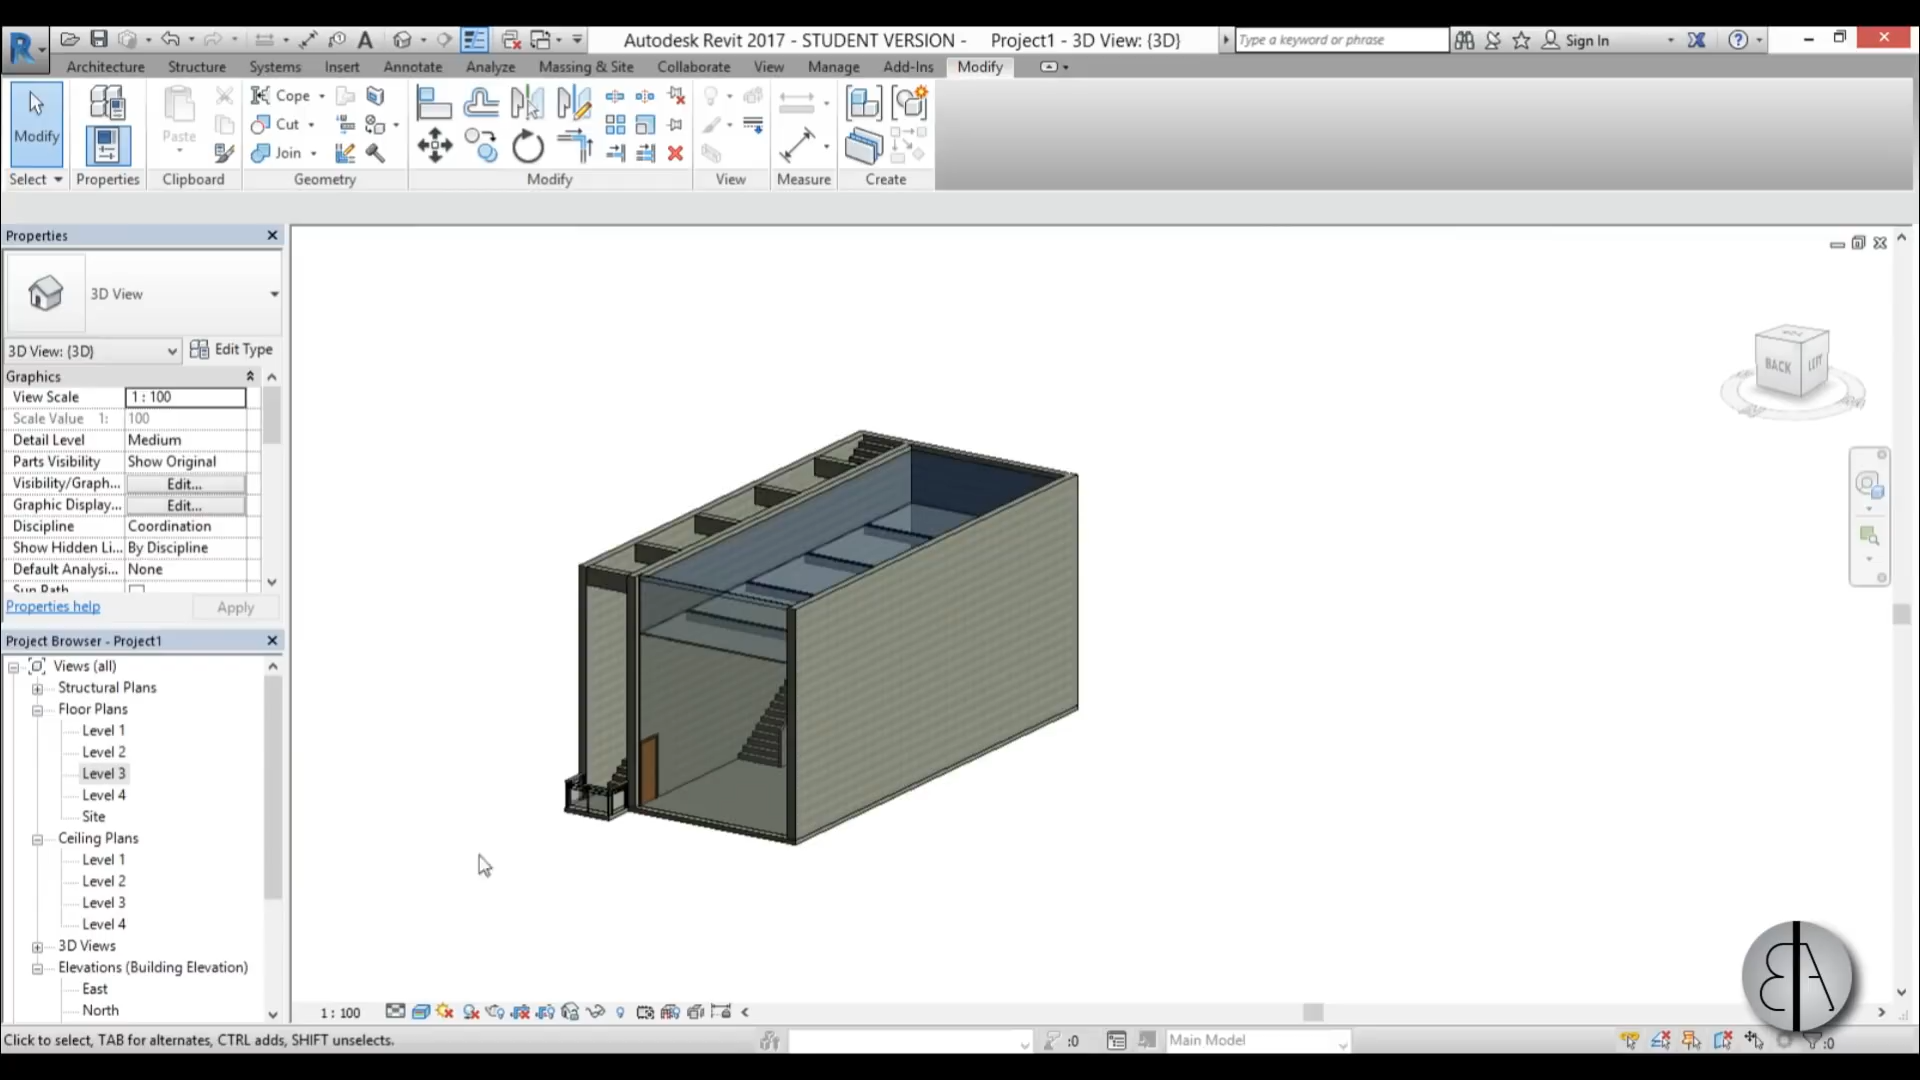 Autodesk Revit 2017 - STUDENT VERSION - Project1 - 3D View: {3D}
Type a keyword or phrase
Sign In
Architecture Structure Systems Insert Annotate Analyze Massing & Site Collaborate View Manage Add-Ins Modify
Modify
Paste
Cope
Cut
Join
Select Properties Clipboard Geometry Modify View Measure Create
Properties
3D View
3D View: {3D}
Edit Type
Graphics
View Scale 1 : 100
Scale Value 1: 100
Detail Level Medium
Parts Visibility Show Original
Visibility/Graph... Edit...
Graphic Display... Edit...
Discipline Coordination
Show Hidden Li... By Discipline
Default Analysi... None
Sun Path
Properties help
Apply
BACK
LEFT
Project Browser - Project1
Views (all)
Structural Plans
Floor Plans
Level 1
Level 2
Level 3
Level 4
Site
Ceiling Plans
Level 1
Level 2
Level 3
Level 4
3D Views
Elevations (Building Elevation)
East
North
1 : 100
BA
Click to select, TAB for alternates, CTRL adds, SHIFT unselects.
:0
Main Model
:0